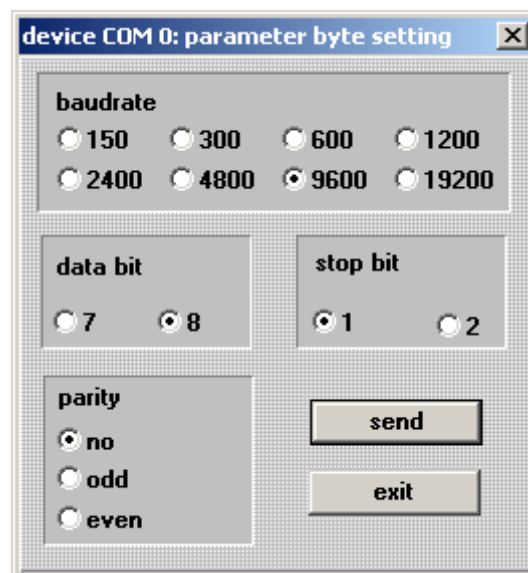 device COM 0: parameter byte setting
baudrate
150 300 600 1200
2400 4800 9600 19200
data bit
7 8
stop bit
1 2
parity
no
odd
even
send
exit